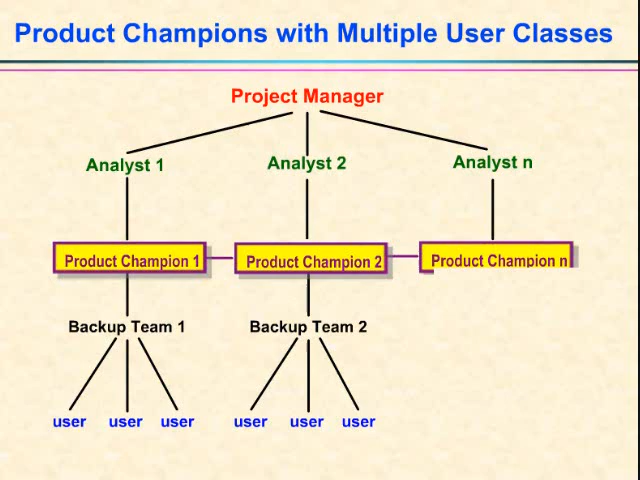 Product Champions with Multiple User Classes
Project Manager
Analyst 1
Analyst 2
Analyst n
Product Champion 1
Product Champion 2
Product Champion n
Backup Team 1
Backup Team 2
user user user user user user